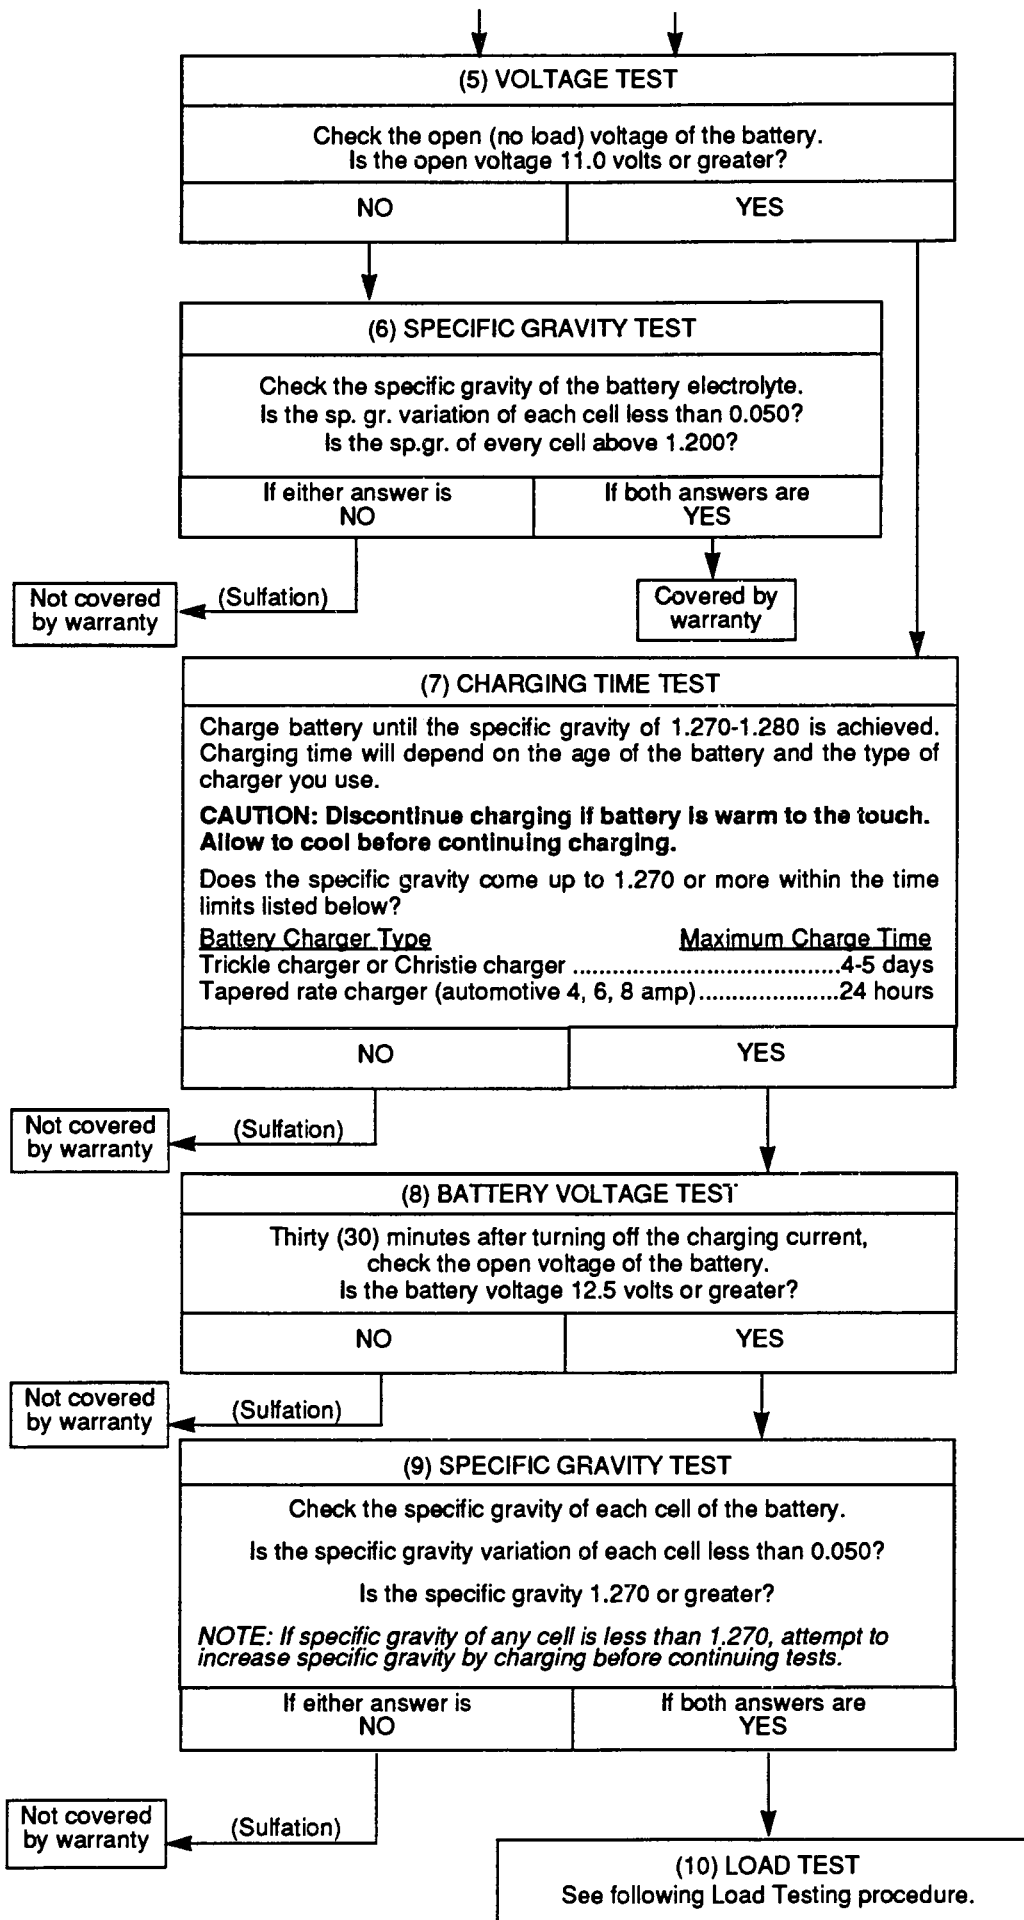 (5) VOLTAGE TEST
Check the open (no load) voltage of the battery.
Is the open voltage 11.0 volts or greater?
NO
YES
(6) SPECIFIC GRAVITY TEST
Check the specific gravity of the battery electrolyte.
Is the sp. gr. variation of each cell less than 0.050?
Is the sp.gr. of every cell above 1.200?
If either answer is
NO
If both answers are
YES
Not covered
by warranty
(Sulfation)
Covered by
warranty
(7) CHARGING TIME TEST
Charge battery until the specific gravity of 1.270-1.280 is achieved.
Charging time will depend on the age of the battery and the type of
charger you use.
CAUTION: Discontinue charging if battery is warm to the touch.
Allow to cool before continuing charging.
Does the specific gravity come up to 1.270 or more within the time
limits listed below?
Battery Charger Type Maximum Charge Time
Trickle charger or Christie charger ........................................4-5 days
Tapered rate charger (automotive 4, 6, 8 amp).....................24 hours
NO
YES
Not covered
by warranty
(Sulfation)
(8) BATTERY VOLTAGE TEST
Thirty (30) minutes after turning off the charging current,
check the open voltage of the battery.
Is the battery voltage 12.5 volts or greater?
NO
YES
Not covered
by warranty
(Sulfation)
(9) SPECIFIC GRAVITY TEST
Check the specific gravity of each cell of the battery.
Is the specific gravity variation of each cell less than 0.050?
Is the specific gravity 1.270 or greater?
NOTE: If specific gravity of any cell is less than 1.270, attempt to
increase specific gravity by charging before continuing tests.
If either answer is
NO
If both answers are
YES
Not covered
by warranty
(Sulfation)
(10) LOAD TEST
See following Load Testing procedure.